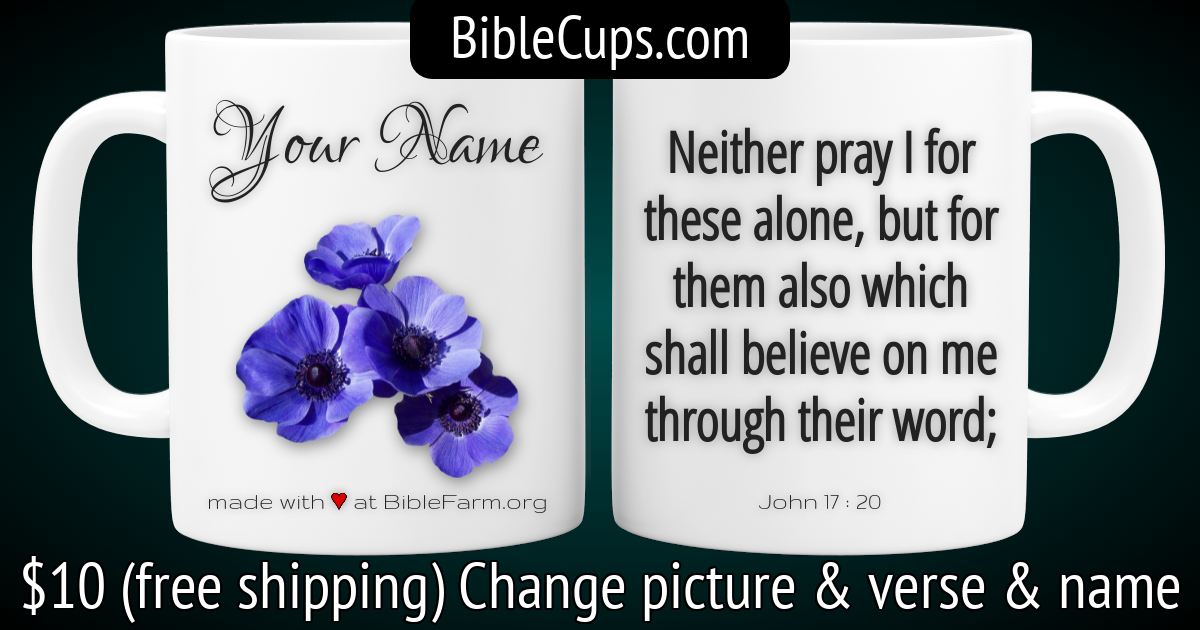 BibleCups.com
Your Name
made with ♥ at BibleFarm.org
Neither pray I for
these alone, but for
them also which
shall believe on me
through their word;
John 17 : 20
$10 (free shipping) Change picture & verse & name